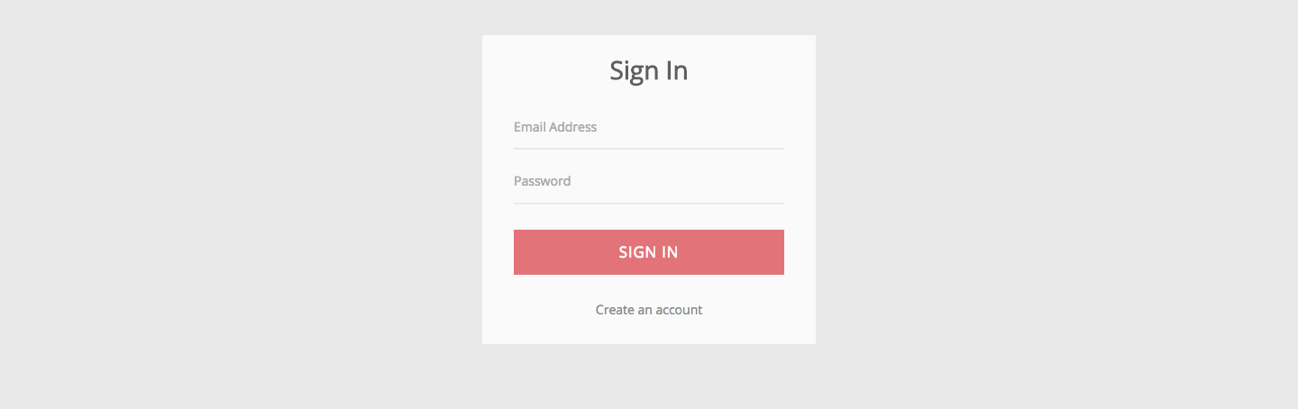 Sign In
Email Address
Password
SIGN IN
Create an account